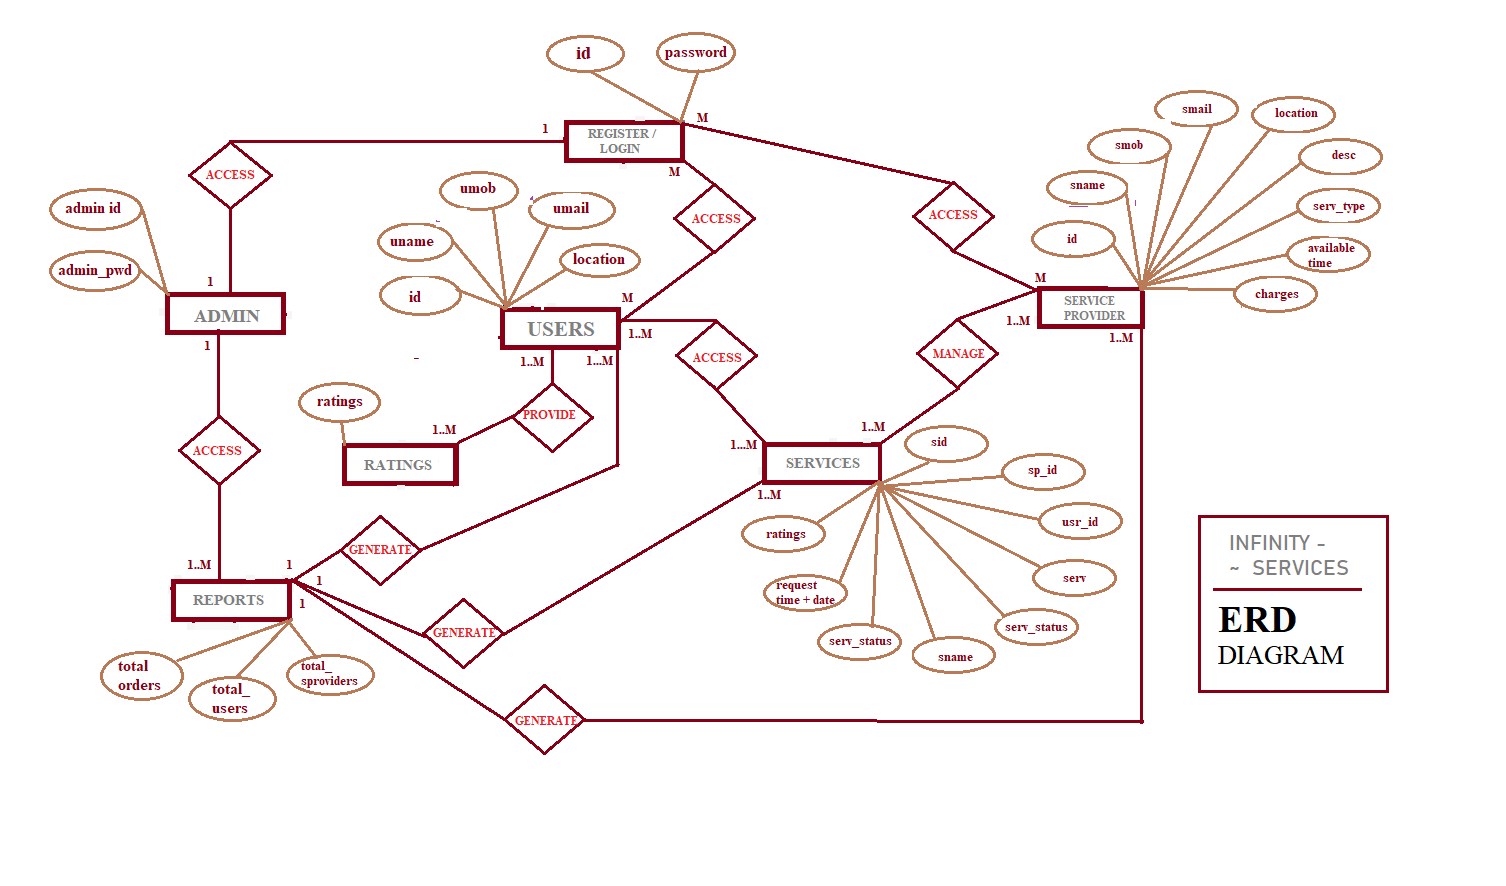 id
password
M
1
REGISTER /
LOGIN
M
ACCESS
smail
location
smob
desc
sname
serv_type
id
available
time
charges
umob
umail
uname
location
id
ACCESS
ACCESS
admin id
admin_pwd
1
ADMIN
1
M
USERS
1..M
1..M
1...M
M
SERVICE
PROVIDER
1..M
1..M
ACCESS
MANAGE
ratings
PROVIDE
1..M
RATINGS
ACCESS
1..M
1...M
SERVICES
1..M
sid
sp_id
usr_id
serv
serv_status
sname
serv_status
request
time + date
ratings
GENERATE
GENERATE
GENERATE
1..M
1
1
1
REPORTS
total
orders
total_
users
total_
sproviders
INFINITY -
~ SERVICES
ERD
DIAGRAM